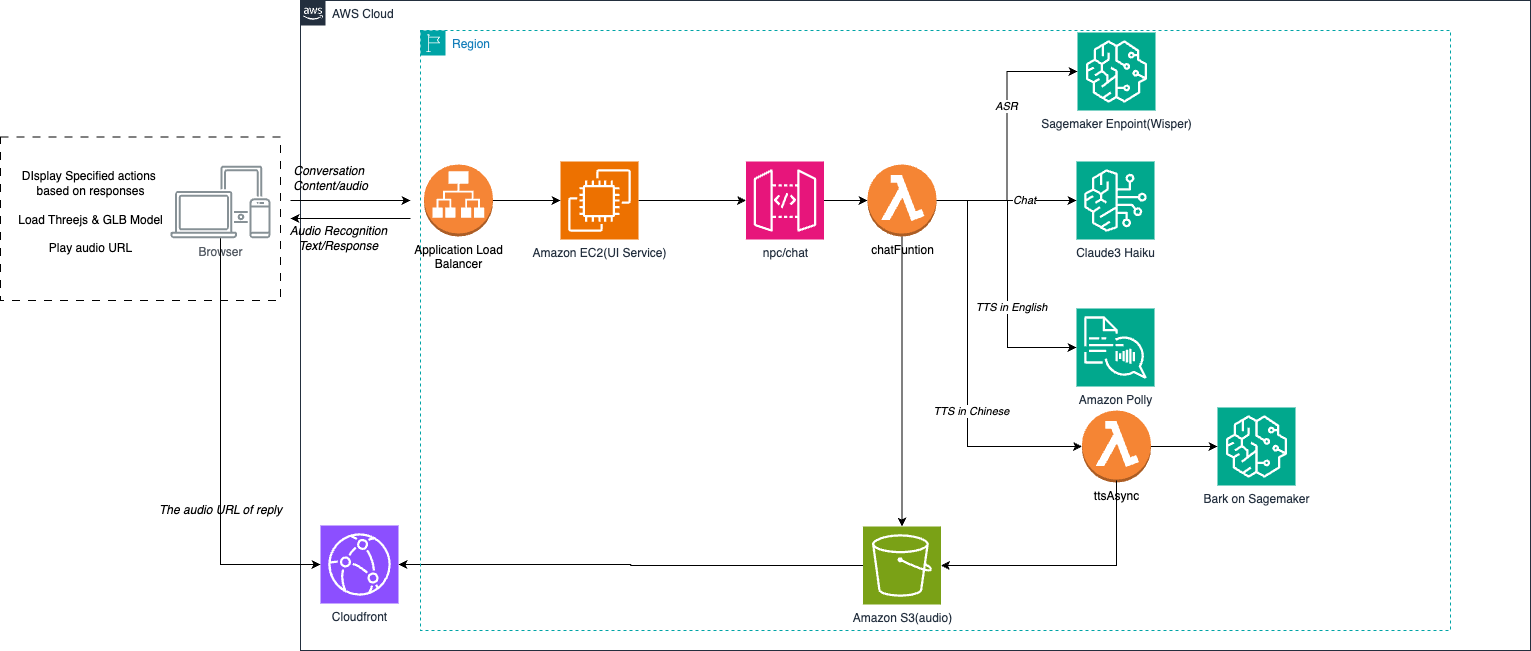 aws
AWS Cloud
Region
ASR
Sagemaker Enpoint(Wisper)
DIsplay Specified actions
based on responses
Load Threejs & GLB Model
Play audio URL
Browser
Conversation
Content/audio
Audio Recognition
Text/Response
Application Load
Balancer
Amazon EC2(UI Service)
</>
npc/chat
chatFuntion
Chat
Claude3 Haiku
TTS in English
Amazon Polly
TTS in Chinese
ttsAsync
Bark on Sagemaker
The audio URL of reply
Cloudfront
Amazon S3(audio)